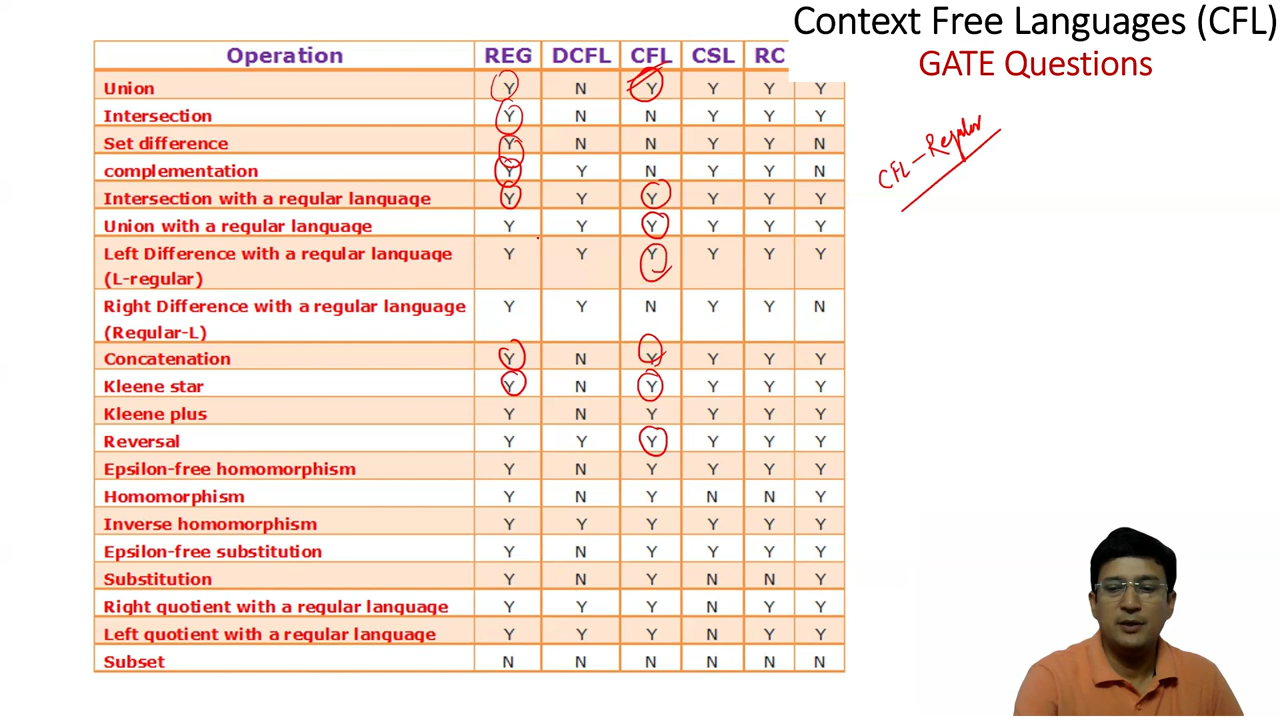 Context Free Languages (CFL)
GATE Questions
Operation REG DCFL CFL CSL RC
Union Y N Y Y Y Y
Intersection Y N N Y Y Y
Set difference Y N N Y Y N
complementation Y Y N Y Y N
Intersection with a regular language Y Y Y Y Y Y
Union with a regular language Y Y Y Y Y Y
Left Difference with a regular language Y Y Y Y Y Y
(L-regular)
Right Difference with a regular language Y Y N Y Y N
(Regular-L)
Concatenation Y N Y Y Y Y
Kleene star Y N Y Y Y Y
Kleene plus Y N Y Y Y Y
Reversal Y Y Y Y Y Y
Epsilon-free homomorphism Y N Y Y Y Y
Homomorphism Y N Y N N Y
Inverse homomorphism Y Y Y Y Y Y
Epsilon-free substitution Y N Y Y Y Y
Substitution Y N Y N N Y
Right quotient with a regular language Y Y Y N Y Y
Left quotient with a regular language Y Y Y N Y Y
Subset N N N N N N
CFL - Regular